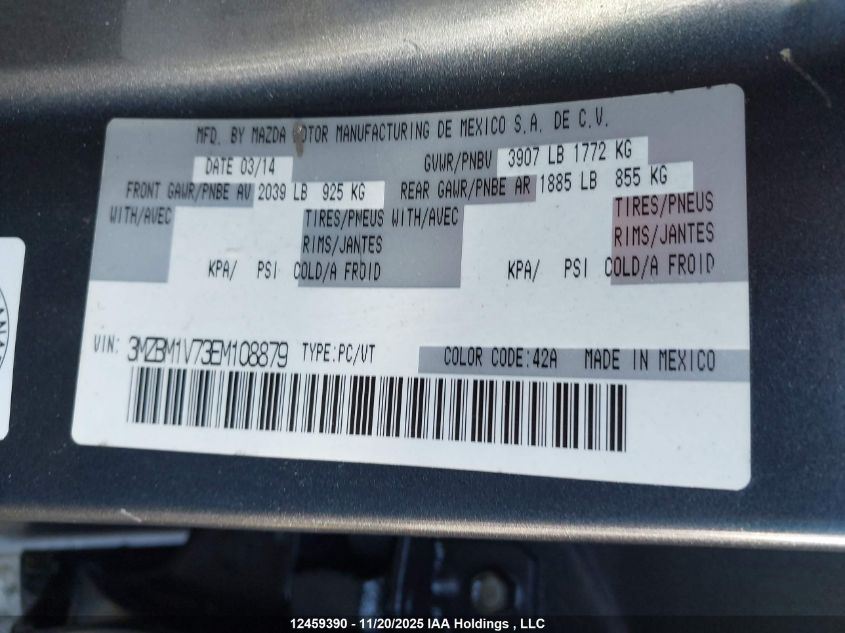 MFD. BY MAZDA MOTOR MANUFACTURING DE MEXICO S.A. DE C.V.
DATE 03/14 GVWR/PNBV 3907 LB 1772 KG
FRONT GAWR/PNBE AV 2039 LB 925 KG REAR GAWR/PNBE AR 1885 LB 855 KG
WITH/AVEC TIRES/PNEUS WITH/AVEC TIRES/PNEUS
RIMS/JANTES RIMS/JANTES
KPA/ PSI COLD/A FROID KPA/ PSI COLD/A FROID
VIN: 3MZBM1V73EM108879 TYPE:PC/VT COLOR CODE:42A MADE IN MEXICO
12459390 - 11/20/2025 IAA Holdings , LLC